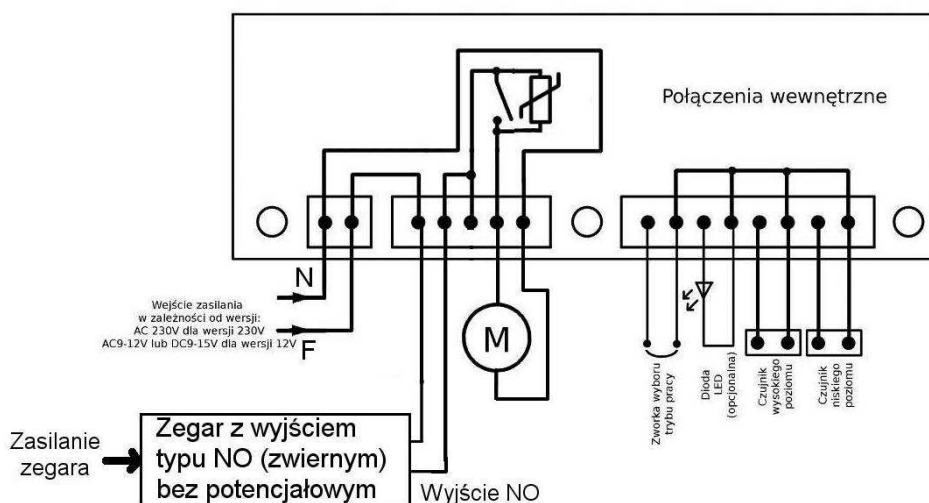 Połączenia wewnętrzne
N
Wejście zasilania
w zależności od wersji:
AC 230V dla wersji 230V
AC9-12V lub DC9-15V dla wersji 12V
F
M
Zworka wyboru
trybu pracy
Dioda
LED
(opcjonalna)
Czujnik
wysokiego
poziomu
Czujnik
niskiego
poziomu
Zasilanie
zegara
Zegar z wyjściem
typu NO (zwiernym)
bez potencjałowym
Wyjście NO